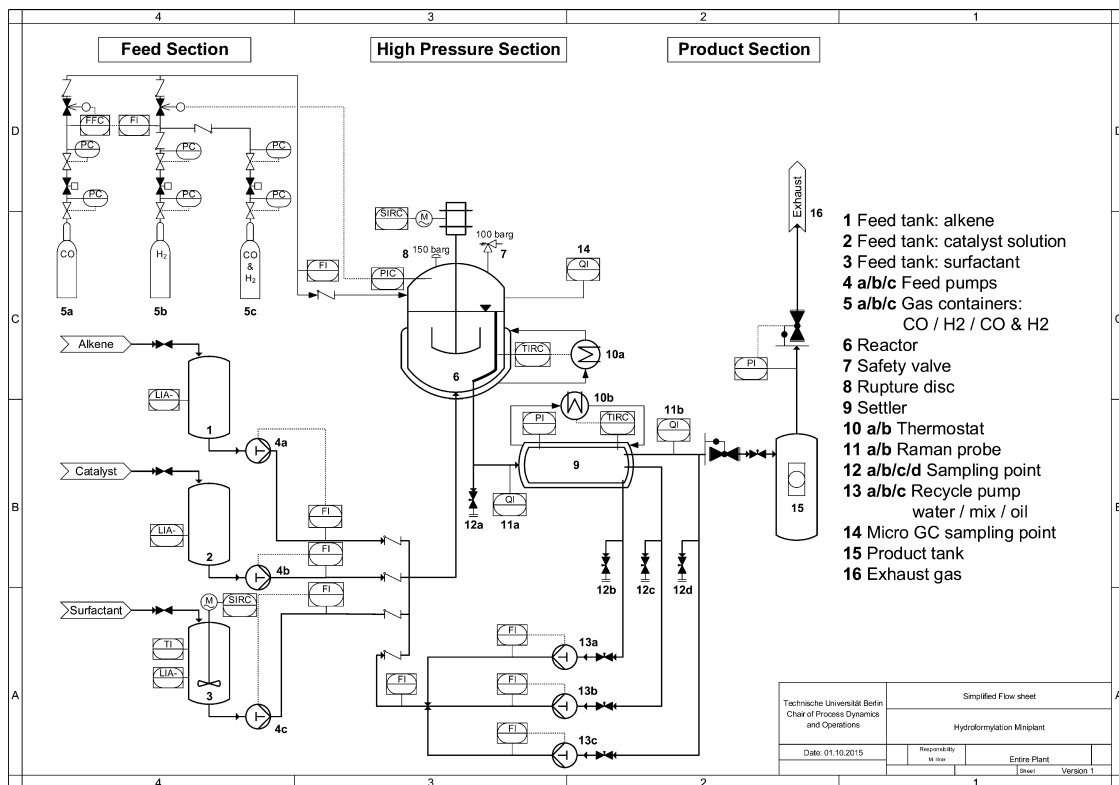 4
3
2
1
Feed Section
High Pressure Section
Product Section
D
D
FFC
FI
PC
PC
PC
PC
PC
PC
CO
H2
CO
&
H2
5a
5b
5c
SIRC
M
150 barg
8
100 barg
7
FI
PIC
14
QI
Exhaust
16
C
C
TIRC
10a
6
PI
Alkene
LIA-
1
4a
10b
PI
TIRC
11b
QI
9
Catalyst
LIA-
2
4b
FI
FI
FI
B
B
12a
QI
11a
15
12b
12c
12d
Surfactant
M
SIRC
TI
LIA-
3
4c
A
A
FI
FI
13a
FI
13b
FI
13c
1 Feed tank: alkene
2 Feed tank: catalyst solution
3 Feed tank: surfactant
4 a/b/c Feed pumps
5 a/b/c Gas containers:
CO / H2 / CO & H2
6 Reactor
7 Safety valve
8 Rupture disc
9 Settler
10 a/b Thermostat
11 a/b Raman probe
12 a/b/c/d Sampling point
13 a/b/c Recycle pump
water / mix / oil
14 Micro GC sampling point
15 Product tank
16 Exhaust gas
Technische Universität Berlin
Chair of Process Dynamics
and Operations
Simplified Flow sheet
Hydroformylation Miniplant
Date: 01.10.2015
Responsibility
Entire Plant
Sheet
Version 1
4
3
2
1